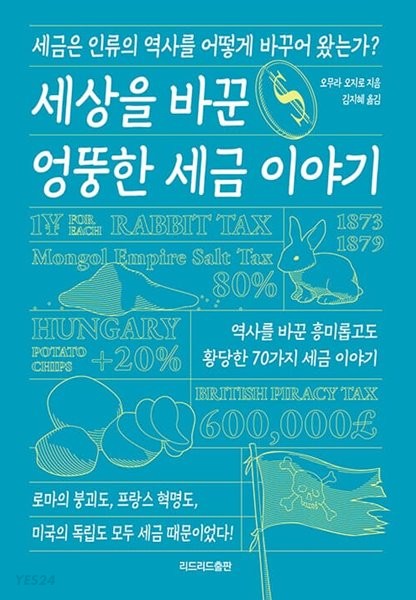 세금은 인류의 역사를 어떻게 바꾸어 왔는가?
세상을 바꾼
오무라 오지로 지음
김지혜 옮김
엉뚱한 세금 이야기
1Y FOR EACH RABBIT TAX
1873
1879
Mongol Empire Salt Tax
80%
HUNGARY
POTATO CHIPS +20%
역사를 바꾼 흥미롭고도
황당한 70가지 세금 이야기
BRITISH PIRACY TAX
600,000£
로마의 붕괴도, 프랑스 혁명도,
미국의 독립도 모두 세금 때문이었다!
리드리드출판
YES24